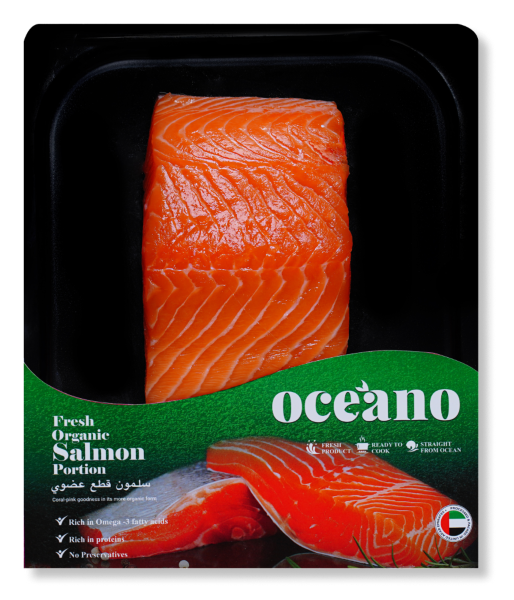 oceano
Fresh
Organic
Salmon
Portion
سلمون قطع عضوي
Coral-pink goodness in its more organic form.
FRESH
PRODUCT
READY TO
COOK
STRAIGHT
FROM OCEAN
Rich in Omega -3 fatty acids
Rich in proteins
No Preservatives